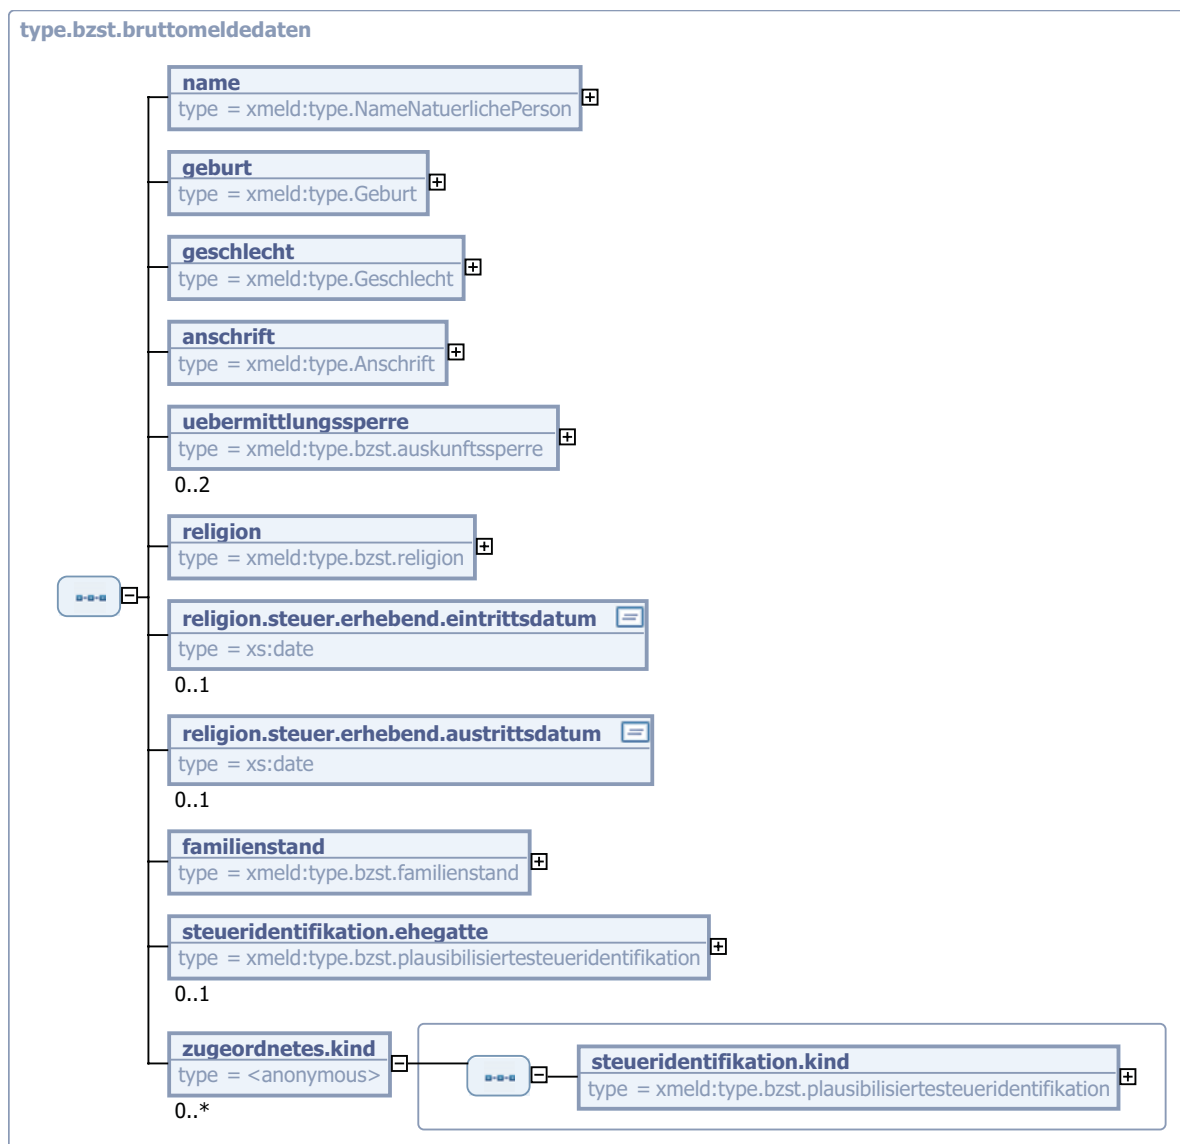 type.bzst.bruttomeldedaten
name
type = xmeld:type.NameNatuerlichePerson
geburt
type = xmeld:type.Geburt
geschlecht
type = xmeld:type.Geschlecht
anschrift
type = xmeld:type.Anschrift
uebermittlungssperre
type = xmeld:type.bzst.auskunftssperre
0..2
religion
type = xmeld:type.bzst.religion
religion.steuer.erhebend.eintrittsdatum
type = xs:date
0..1
religion.steuer.erhebend.austrittsdatum
type = xs:date
0..1
familienstand
type = xmeld:type.bzst.familienstand
steueridentifikation.ehegatte
type = xmeld:type.bzst.plausibilisiertesteueridentifikation
0..1
zugeordnetes.kind
type = <anonymous>
0..*
steueridentifikation.kind
type = xmeld:type.bzst.plausibilisiertesteueridentifikation